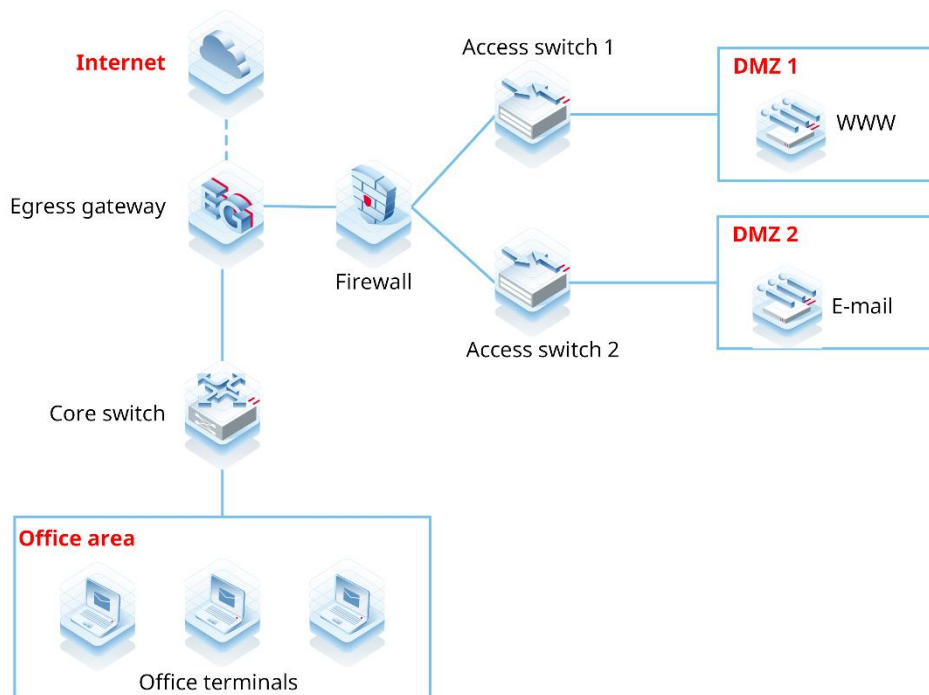 Access switch 1
Internet
DMZ 1
WWW
Egress gateway
EG
DMZ 2
Firewall
E-mail
Access switch 2
Core switch
Office area
Office terminals